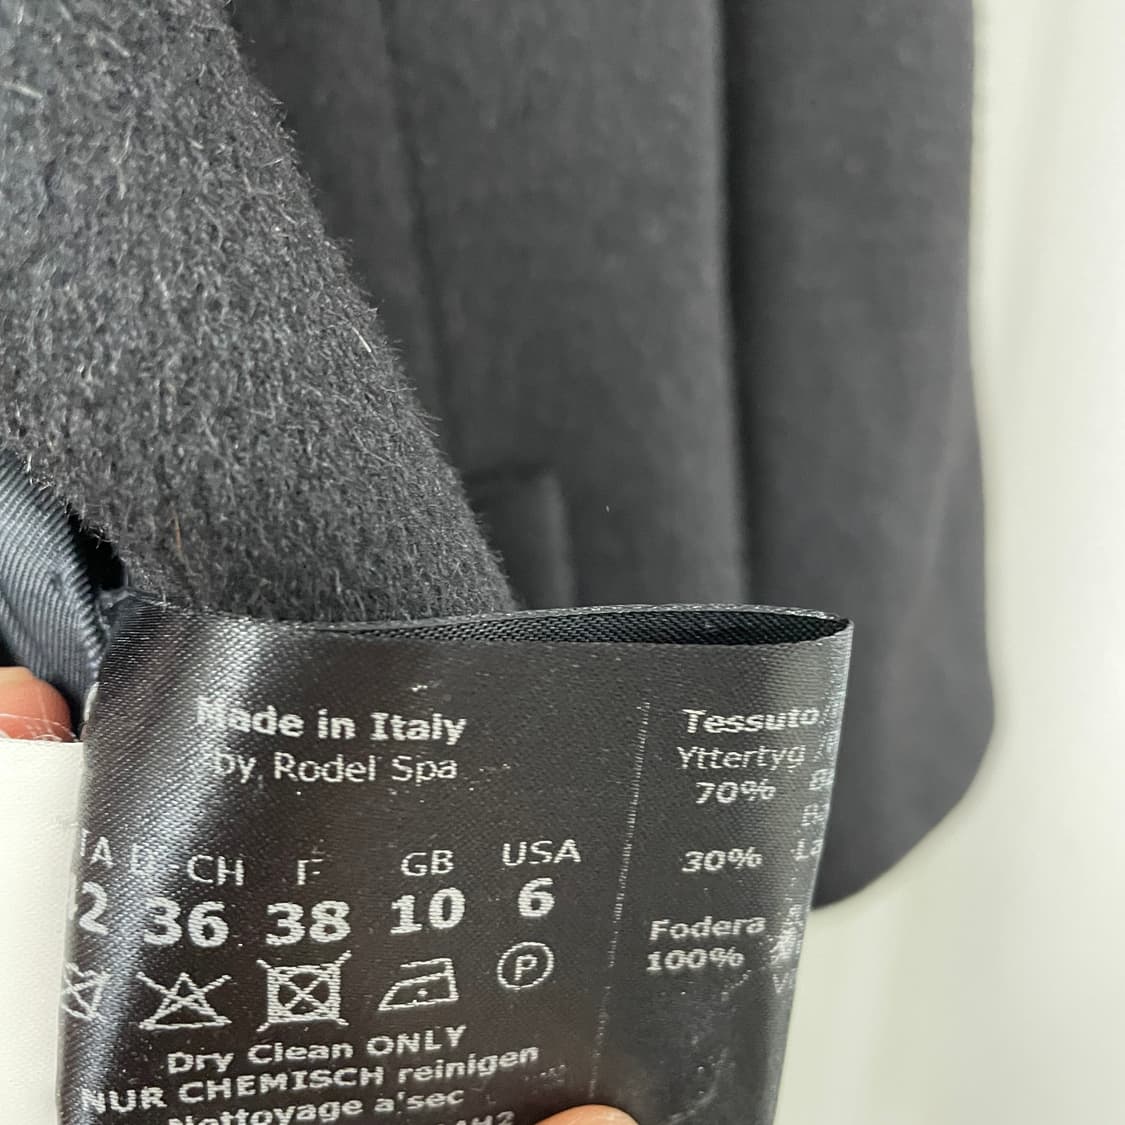 Made in Italy
by Rodel Spa
CH F GB USA
2 36 38 10 6
P
Dry Clean ONLY
NUR CHEMISCH reinigen
Nettoyage a'sec
Tessuto
Yttertyg
70%
30%
Fodera
100%